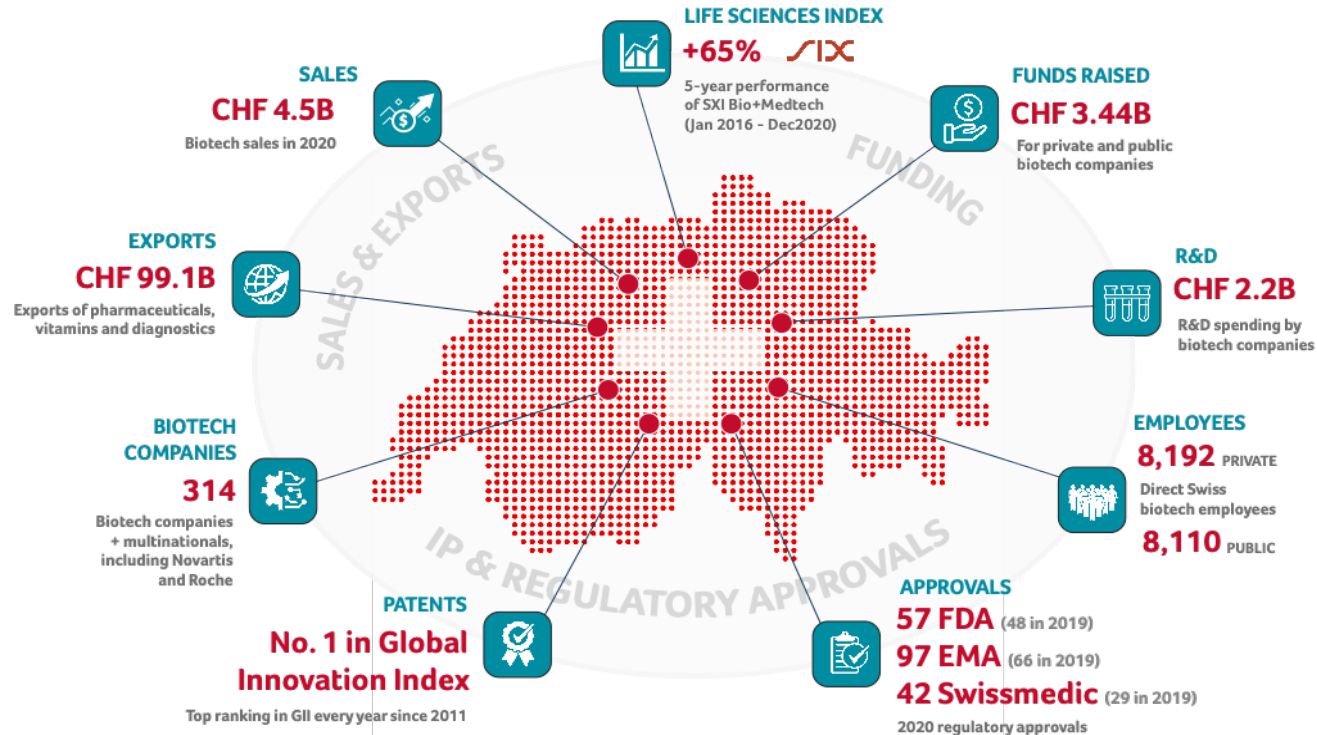 LIFE SCIENCES INDEX
+65% SIX
5-year performance
of SXI Bio+Medtech
(Jan 2016 - Dec2020)
SALES
CHF 4.5B
Biotech sales in 2020
FUNDS RAISED
CHF 3.44B
For private and public
biotech companies
SALES & EXPORTS
FUNDING
EXPORTS
CHF 99.1B
Exports of pharmaceuticals,
vitamins and diagnostics
R&D
CHF 2.2B
R&D spending by
biotech companies
BIOTECH
COMPANIES
314
Biotech companies
+ multinationals,
including Novartis
and Roche
EMPLOYEES
8,192 PRIVATE
Direct Swiss
biotech employees
8,110 PUBLIC
IP & REGULATORY APPROVALS
PATENTS
No. 1 in Global
Innovation Index
Top ranking in GII every year since 2011
APPROVALS
57 FDA (48 in 2019)
97 EMA (66 in 2019)
42 Swissmedic (29 in 2019)
2020 regulatory approvals